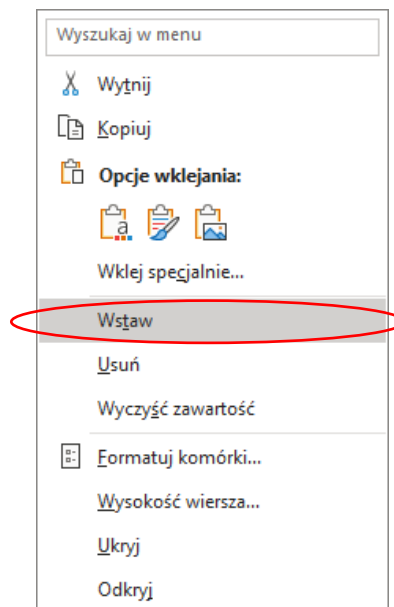 Wyszukaj w menu
Wytnij
Kopiuj
Opcje wklejania:
a
Wklej specjalnie...
Wstaw
Usuń
Wyczyść zawartość
Formatuj komórki...
Wysokość wiersza...
Ukryj
Odkryj